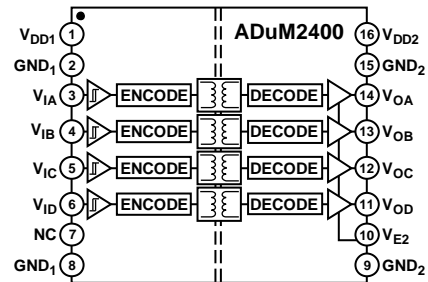 ADuM2400
VDD1 1 16 VDD2
GND1 2 15 GND2
VIA 3 ENCODE DECODE 14 VOA
VIB 4 ENCODE DECODE 13 VOB
VIC 5 ENCODE DECODE 12 VOC
VID 6 ENCODE DECODE 11 VOD
NC 7 10 VE2
GND1 8 9 GND2